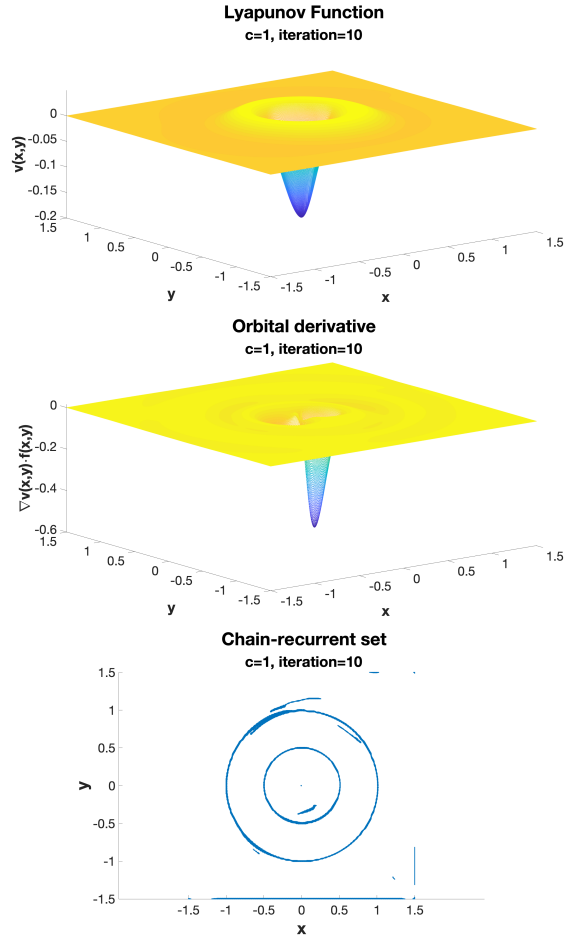 Lyapunov Function
c=1, iteration=10
v(x,y)
0
-0.05
-0.1
-0.15
-0.2
1.5
1
0.5
0
-0.5
-1
-1.5
y
-1.5
-1
-0.5
0
0.5
1
1.5
x
Orbital derivative
c=1, iteration=10
▽v(x,y)·f(x,y)
0
-0.2
-0.4
-0.6
1.5
1
0.5
0
-0.5
-1
-1.5
y
-1.5
-1
-0.5
0
0.5
1
1.5
x
Chain-recurrent set
c=1, iteration=10
y
1.5
1
0.5
0
-0.5
-1
-1.5
-1.5 -1 -0.5 0 0.5 1 1.5
x